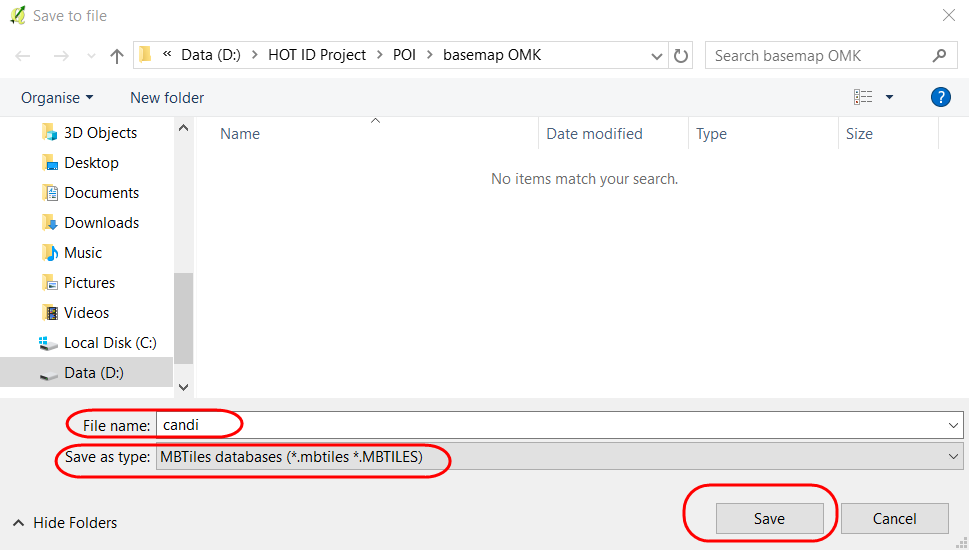 Save to file
« Data (D:) > HOT ID Project > POI > basemap OMK
Search basemap OMK
Organise
New folder
?
3D Objects
Desktop
Documents
Downloads
Music
Pictures
Videos
Local Disk (C:)
Data (D:)
Name
Date modified
Type
Size
No items match your search.
File name: candi
Save as type: MBTiles databases (*.mbtiles *.MBTILES)
Hide Folders
Save
Cancel